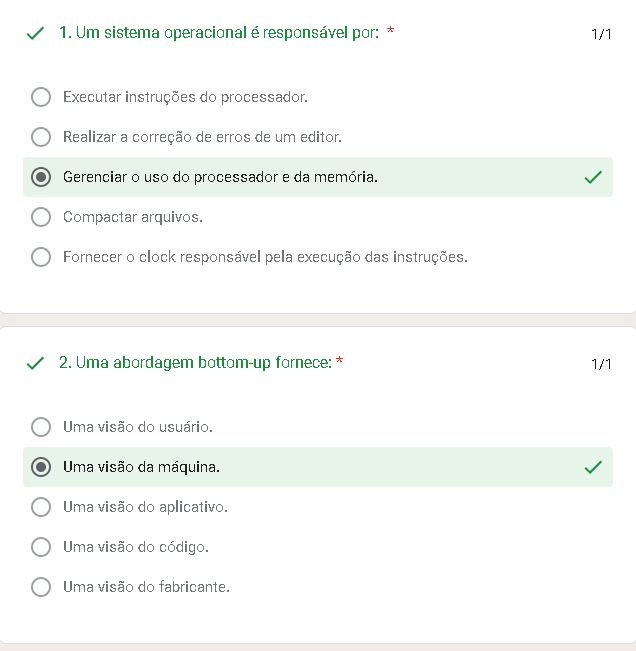 1. Um sistema operacional é responsável por: *
1/1
Executar instruções do processador.
Realizar a correção de erros de um editor.
Gerenciar o uso do processador e da memória.
Compactar arquivos.
Fornecer o clock responsável pela execução das instruções.
2. Uma abordagem bottom-up fornece: *
1/1
Uma visão do usuário.
Uma visão da máquina.
Uma visão do aplicativo.
Uma visão do código.
Uma visão do fabricante.